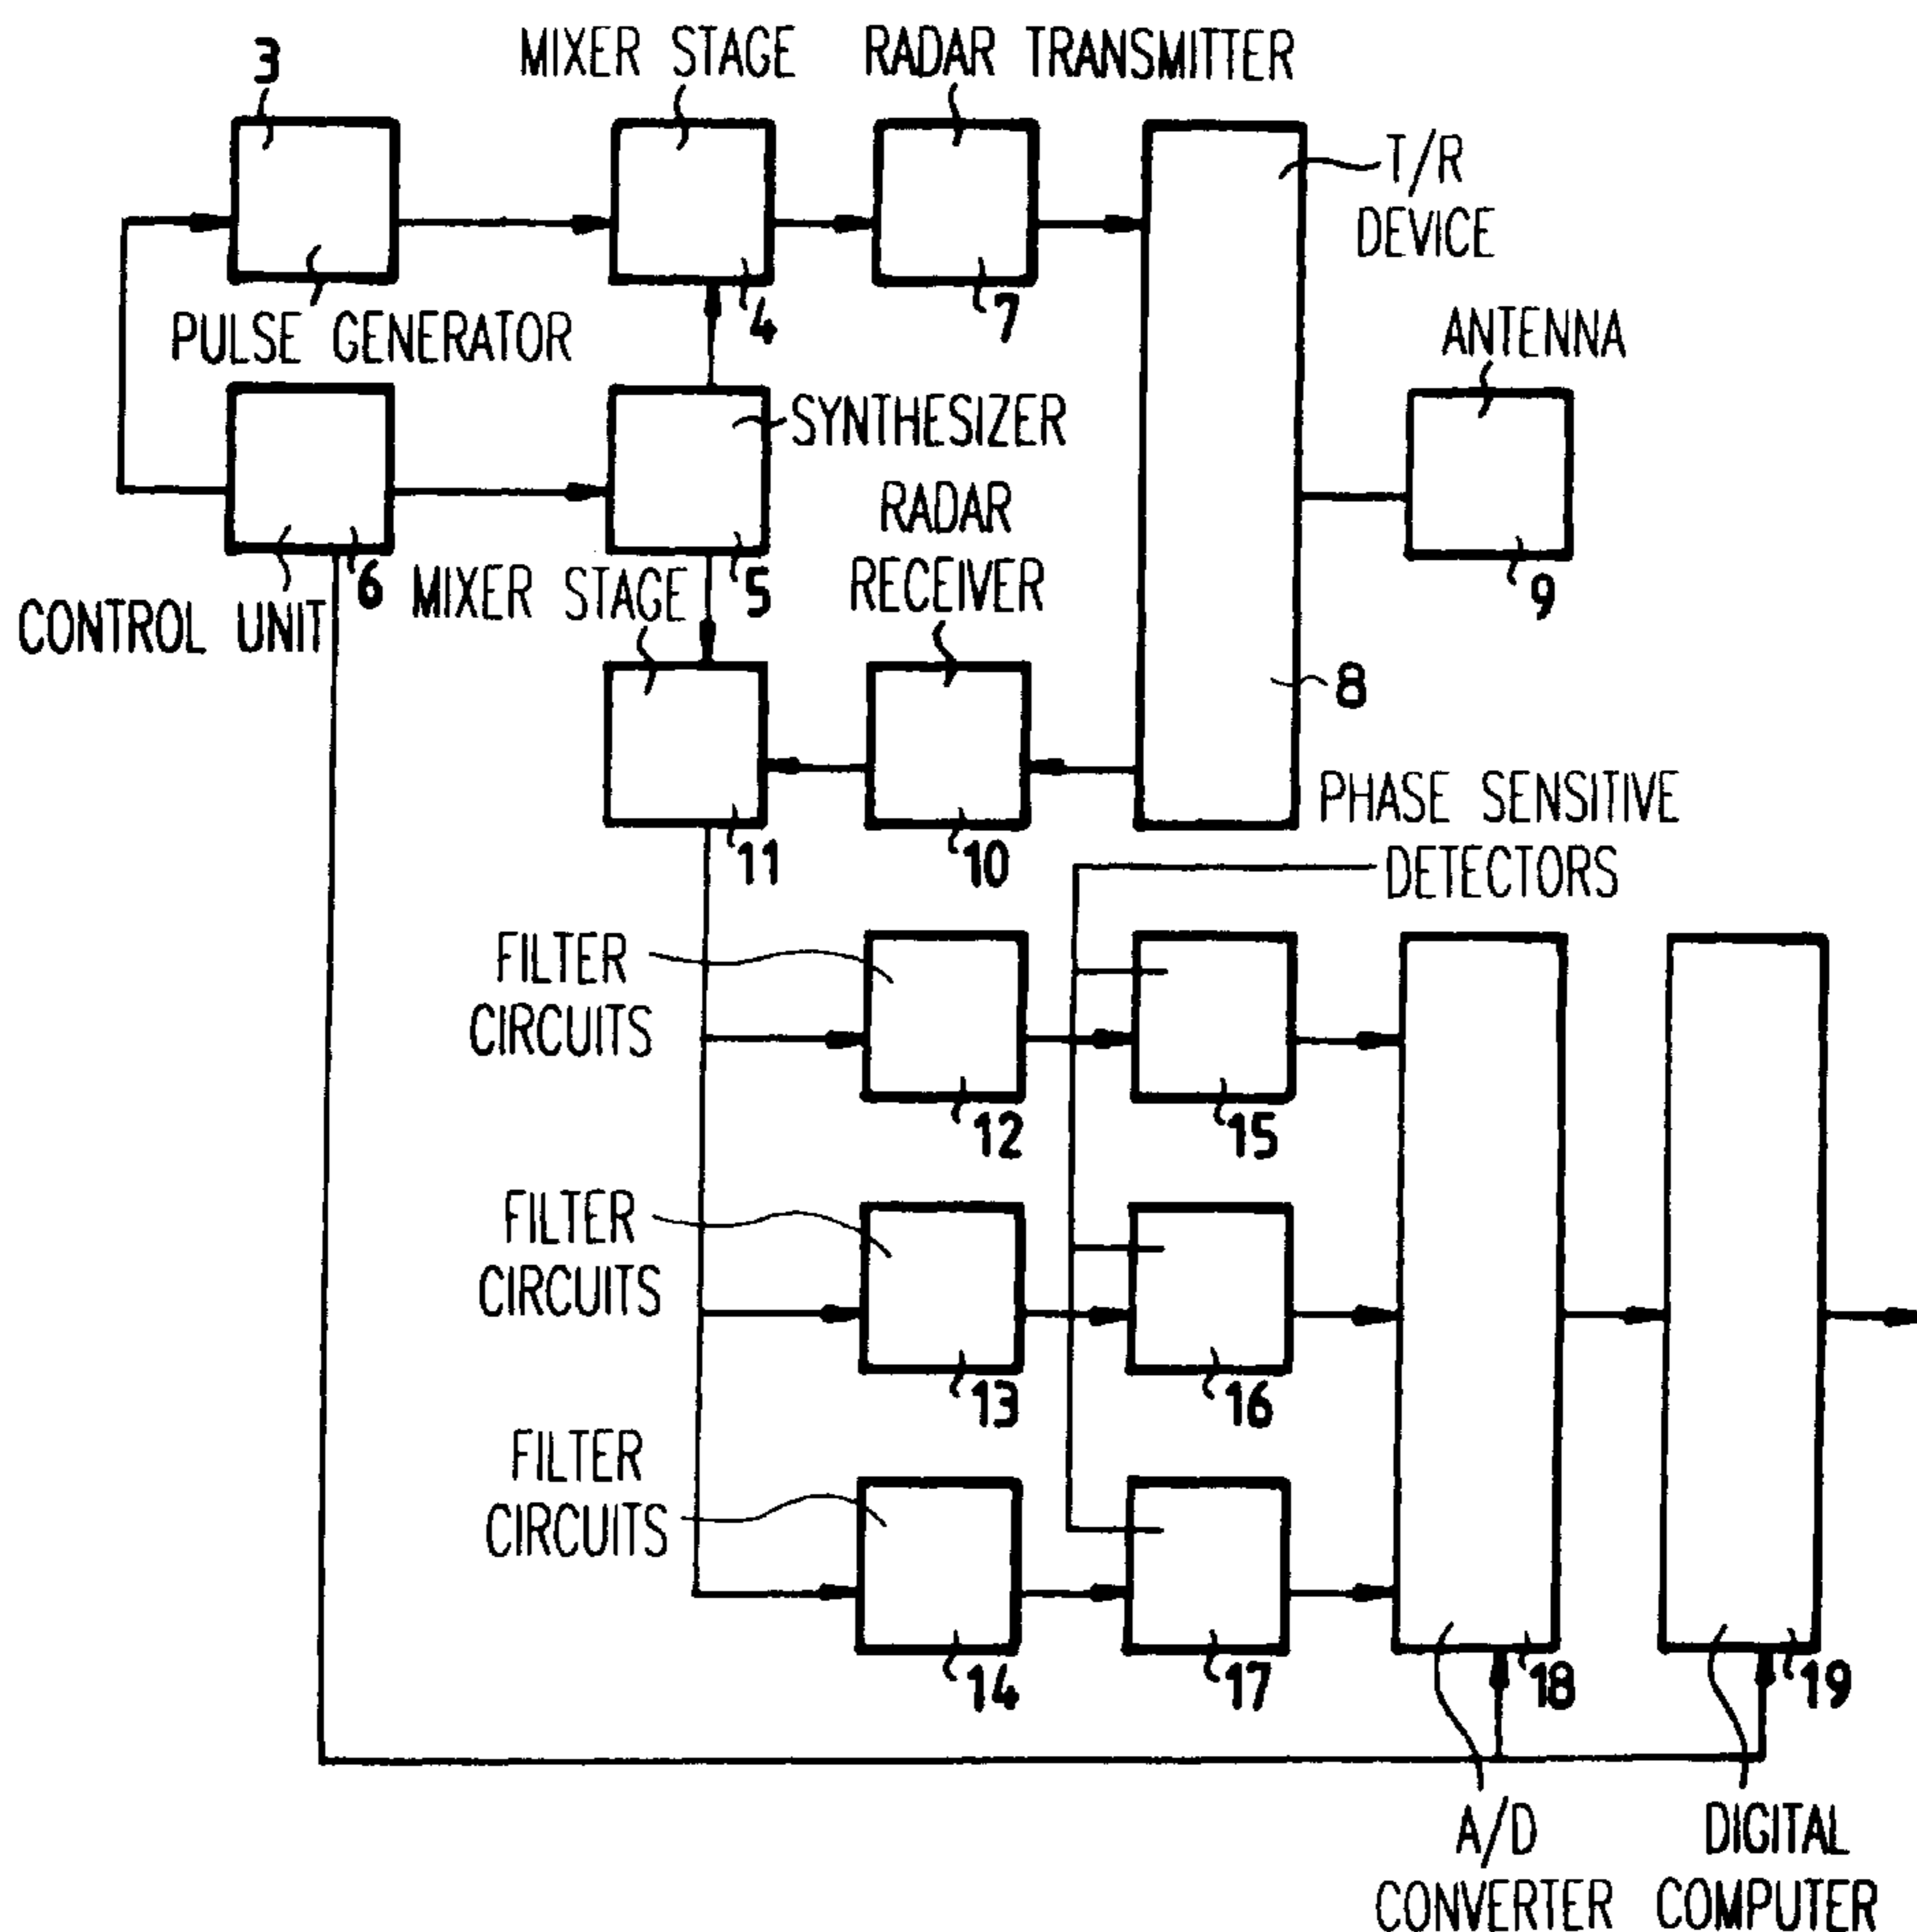 3
MIXER STAGE
RADAR TRANSMITTER
T/R
DEVICE
PULSE GENERATOR
4
7
ANTENNA
SYNTHESIZER
RADAR
RECEIVER
CONTROL UNIT
6
MIXER STAGE
5
9
8
11
10
PHASE SENSITIVE
DETECTORS
FILTER
CIRCUITS
12
15
FILTER
CIRCUITS
13
16
FILTER
CIRCUITS
14
17
18
19
A/D
CONVERTER
DIGITAL
COMPUTER